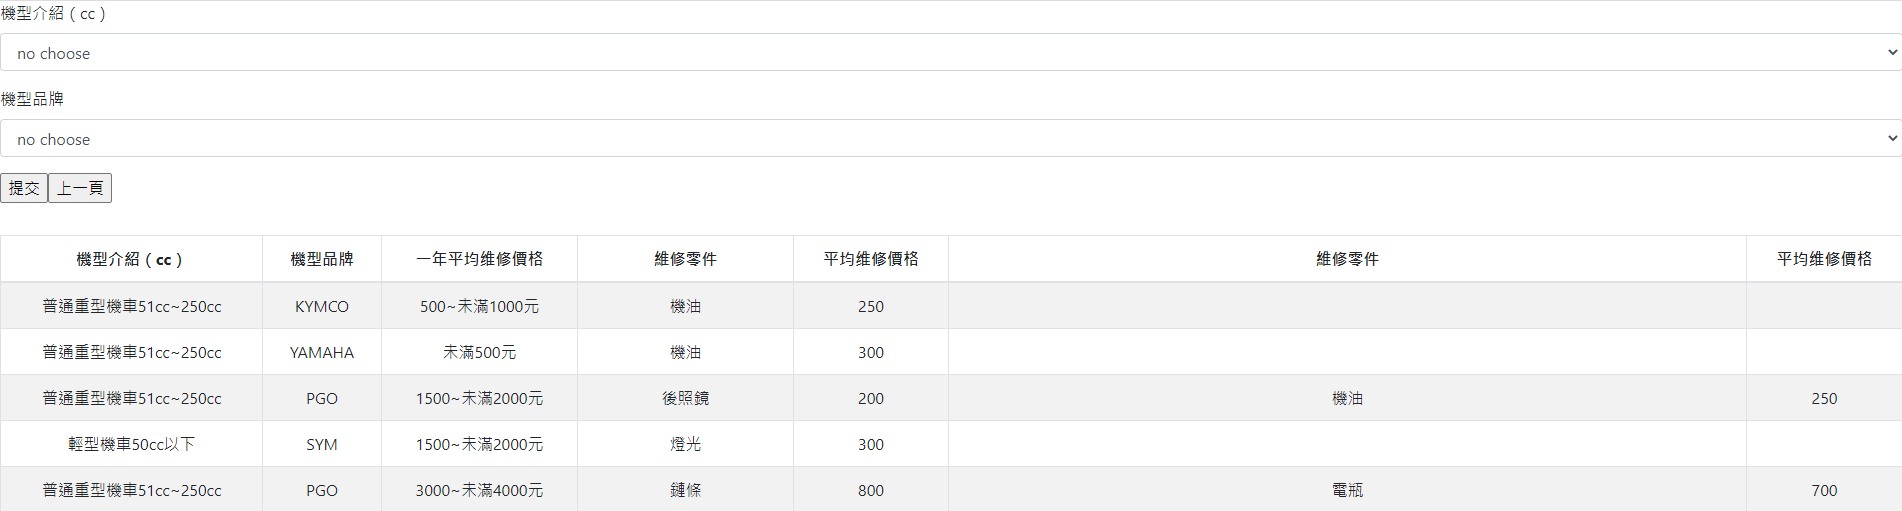 機型介紹（cc）
no choose
機型品牌
no choose
提交 上一頁
機型介紹（cc） 機型品牌 一年平均維修價格 維修零件 平均維修價格 維修零件 平均維修價格
普通重型機車51cc~250cc KYMCO 500~未滿1000元 機油 250
普通重型機車51cc~250cc YAMAHA 未滿500元 機油 300
普通重型機車51cc~250cc PGO 1500~未滿2000元 後照鏡 200 機油 250
輕型機車50cc以下 SYM 1500~未滿2000元 燈光 300
普通重型機車51cc~250cc PGO 3000~未滿4000元 鏈條 800 電瓶 700